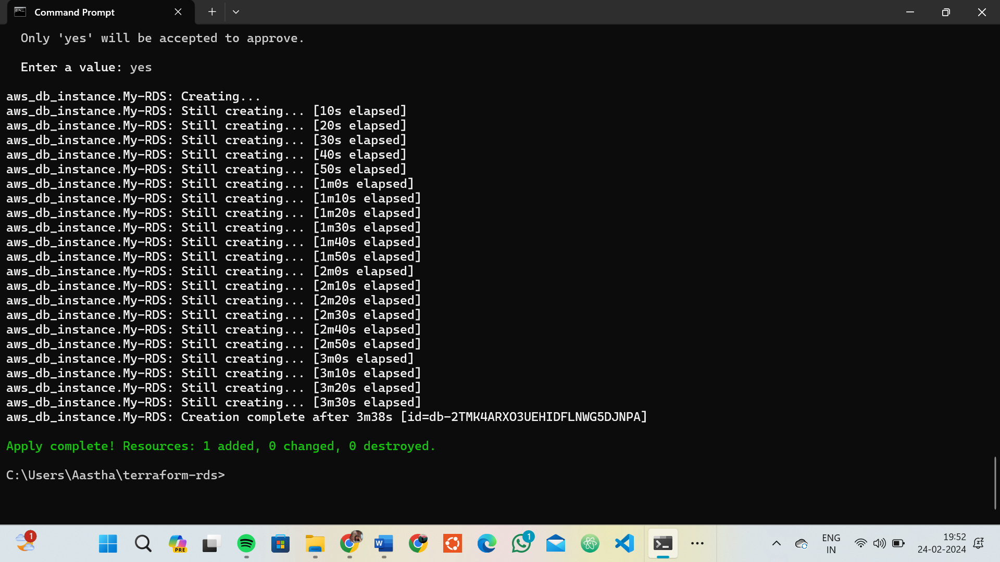 Command Prompt
Only 'yes' will be accepted to approve.
Enter a value: yes
aws_db_instance.My-RDS: Creating...
aws_db_instance.My-RDS: Still creating... [10s elapsed]
aws_db_instance.My-RDS: Still creating... [20s elapsed]
aws_db_instance.My-RDS: Still creating... [30s elapsed]
aws_db_instance.My-RDS: Still creating... [40s elapsed]
aws_db_instance.My-RDS: Still creating... [50s elapsed]
aws_db_instance.My-RDS: Still creating... [1m0s elapsed]
aws_db_instance.My-RDS: Still creating... [1m10s elapsed]
aws_db_instance.My-RDS: Still creating... [1m20s elapsed]
aws_db_instance.My-RDS: Still creating... [1m30s elapsed]
aws_db_instance.My-RDS: Still creating... [1m40s elapsed]
aws_db_instance.My-RDS: Still creating... [1m50s elapsed]
aws_db_instance.My-RDS: Still creating... [2m0s elapsed]
aws_db_instance.My-RDS: Still creating... [2m10s elapsed]
aws_db_instance.My-RDS: Still creating... [2m20s elapsed]
aws_db_instance.My-RDS: Still creating... [2m30s elapsed]
aws_db_instance.My-RDS: Still creating... [2m40s elapsed]
aws_db_instance.My-RDS: Still creating... [2m50s elapsed]
aws_db_instance.My-RDS: Still creating... [3m0s elapsed]
aws_db_instance.My-RDS: Still creating... [3m10s elapsed]
aws_db_instance.My-RDS: Still creating... [3m20s elapsed]
aws_db_instance.My-RDS: Still creating... [3m30s elapsed]
aws_db_instance.My-RDS: Creation complete after 3m38s [id=db-2TMK4ARXO3UEHIDFLNWG5DJNPA]
Apply complete! Resources: 1 added, 0 changed, 0 destroyed.
C:\Users\Aastha\terraform-rds>
1
PRE
W
1
ENG
IN
19:52
24-02-2024